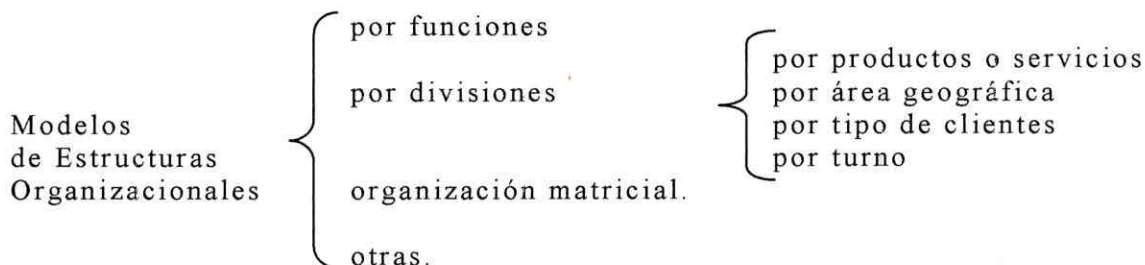 Modelos
de Estructuras
Organizacionales
por funciones
por divisiones
organización matricial.
otras.
por productos o servicios
por área geográfica
por tipo de clientes
por turno